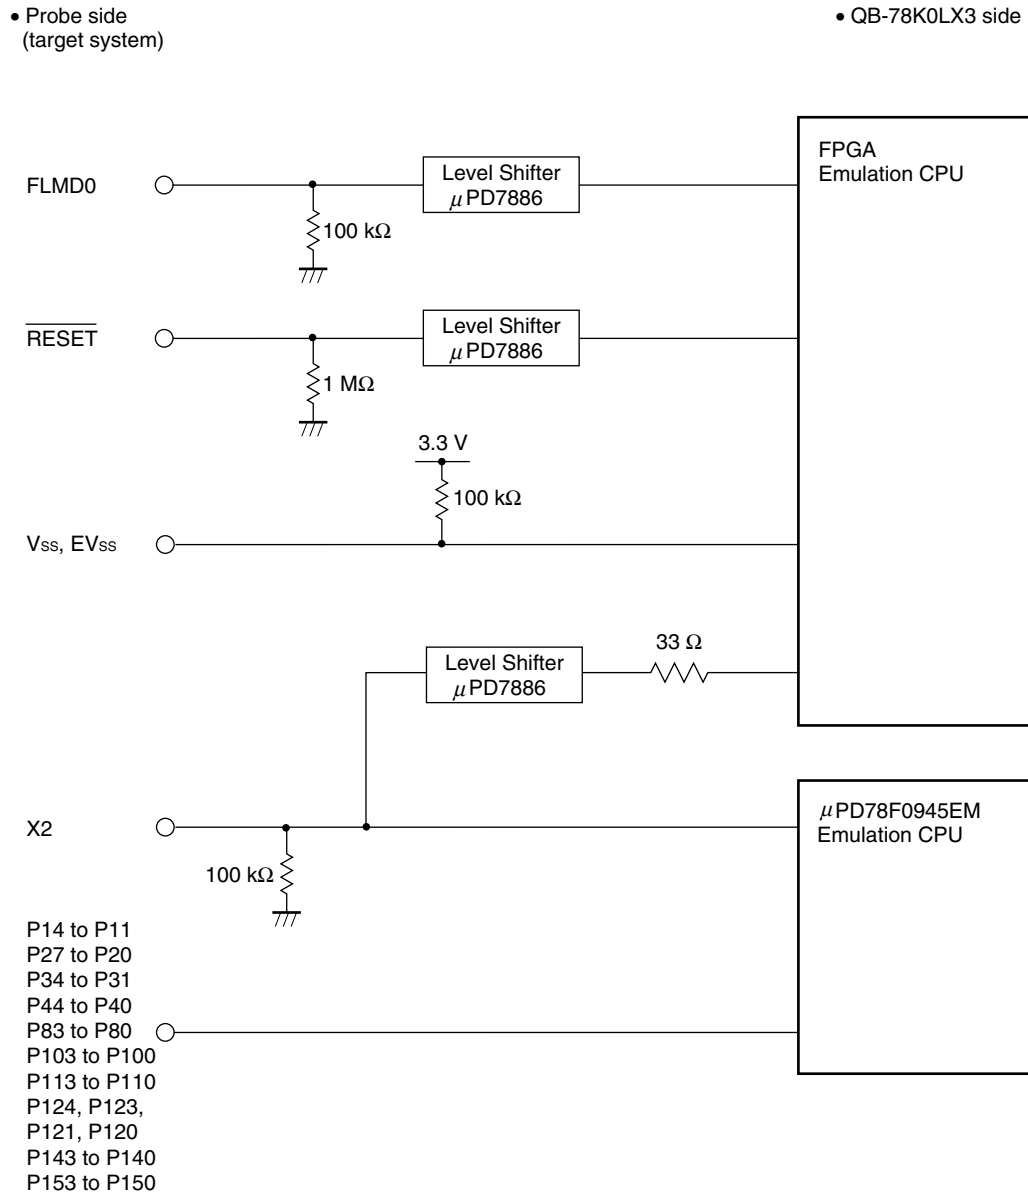 • Probe side
(target system)
• QB-78K0LX3 side
FPGA
Emulation CPU
FLMD0
Level Shifter
μPD7886
100 kΩ
RESET
Level Shifter
μPD7886
1 MΩ
3.3 V
100 kΩ
VSS, EVSS
33 Ω
Level Shifter
μPD7886
X2
μPD78F0945EM
Emulation CPU
100 kΩ
P14 to P11
P27 to P20
P34 to P31
P44 to P40
P83 to P80
P103 to P100
P113 to P110
P124, P123,
P121, P120
P143 to P140
P153 to P150